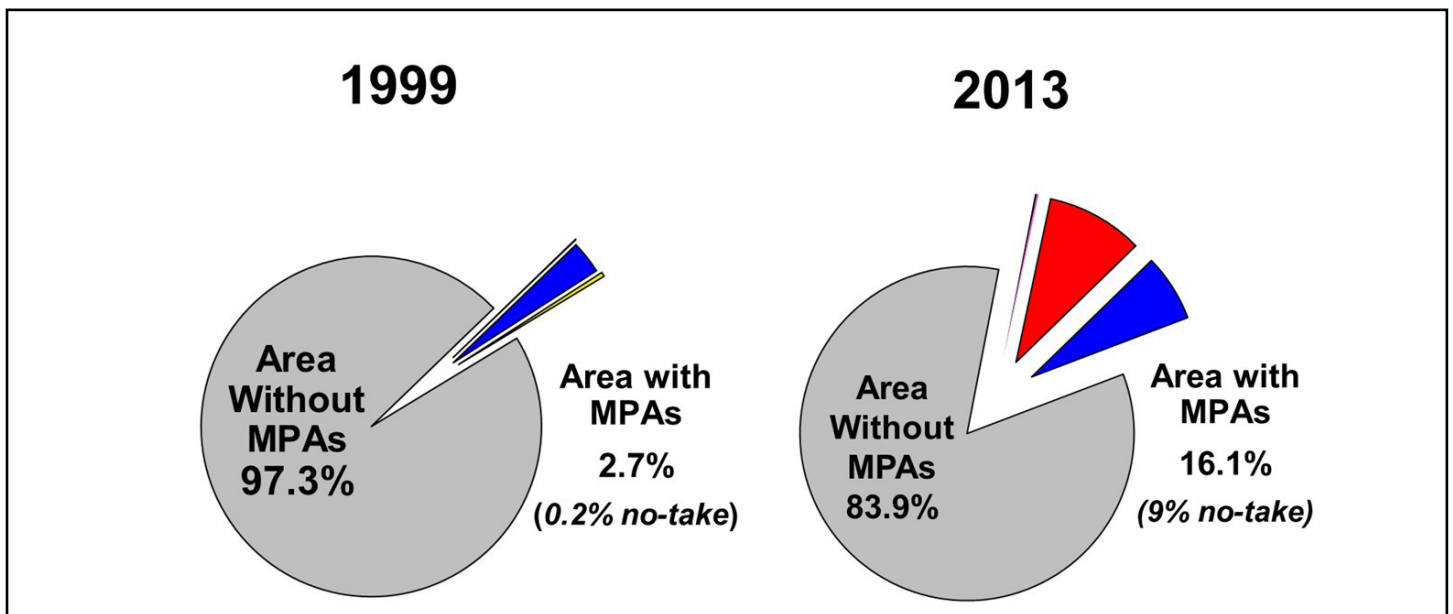 1999
Area
Without
MPAs
97.3%
Area with
MPAs
2.7%
(0.2% no-take)
2013
Area
Without
MPAs
83.9%
Area with
MPAs
16.1%
(9% no-take)